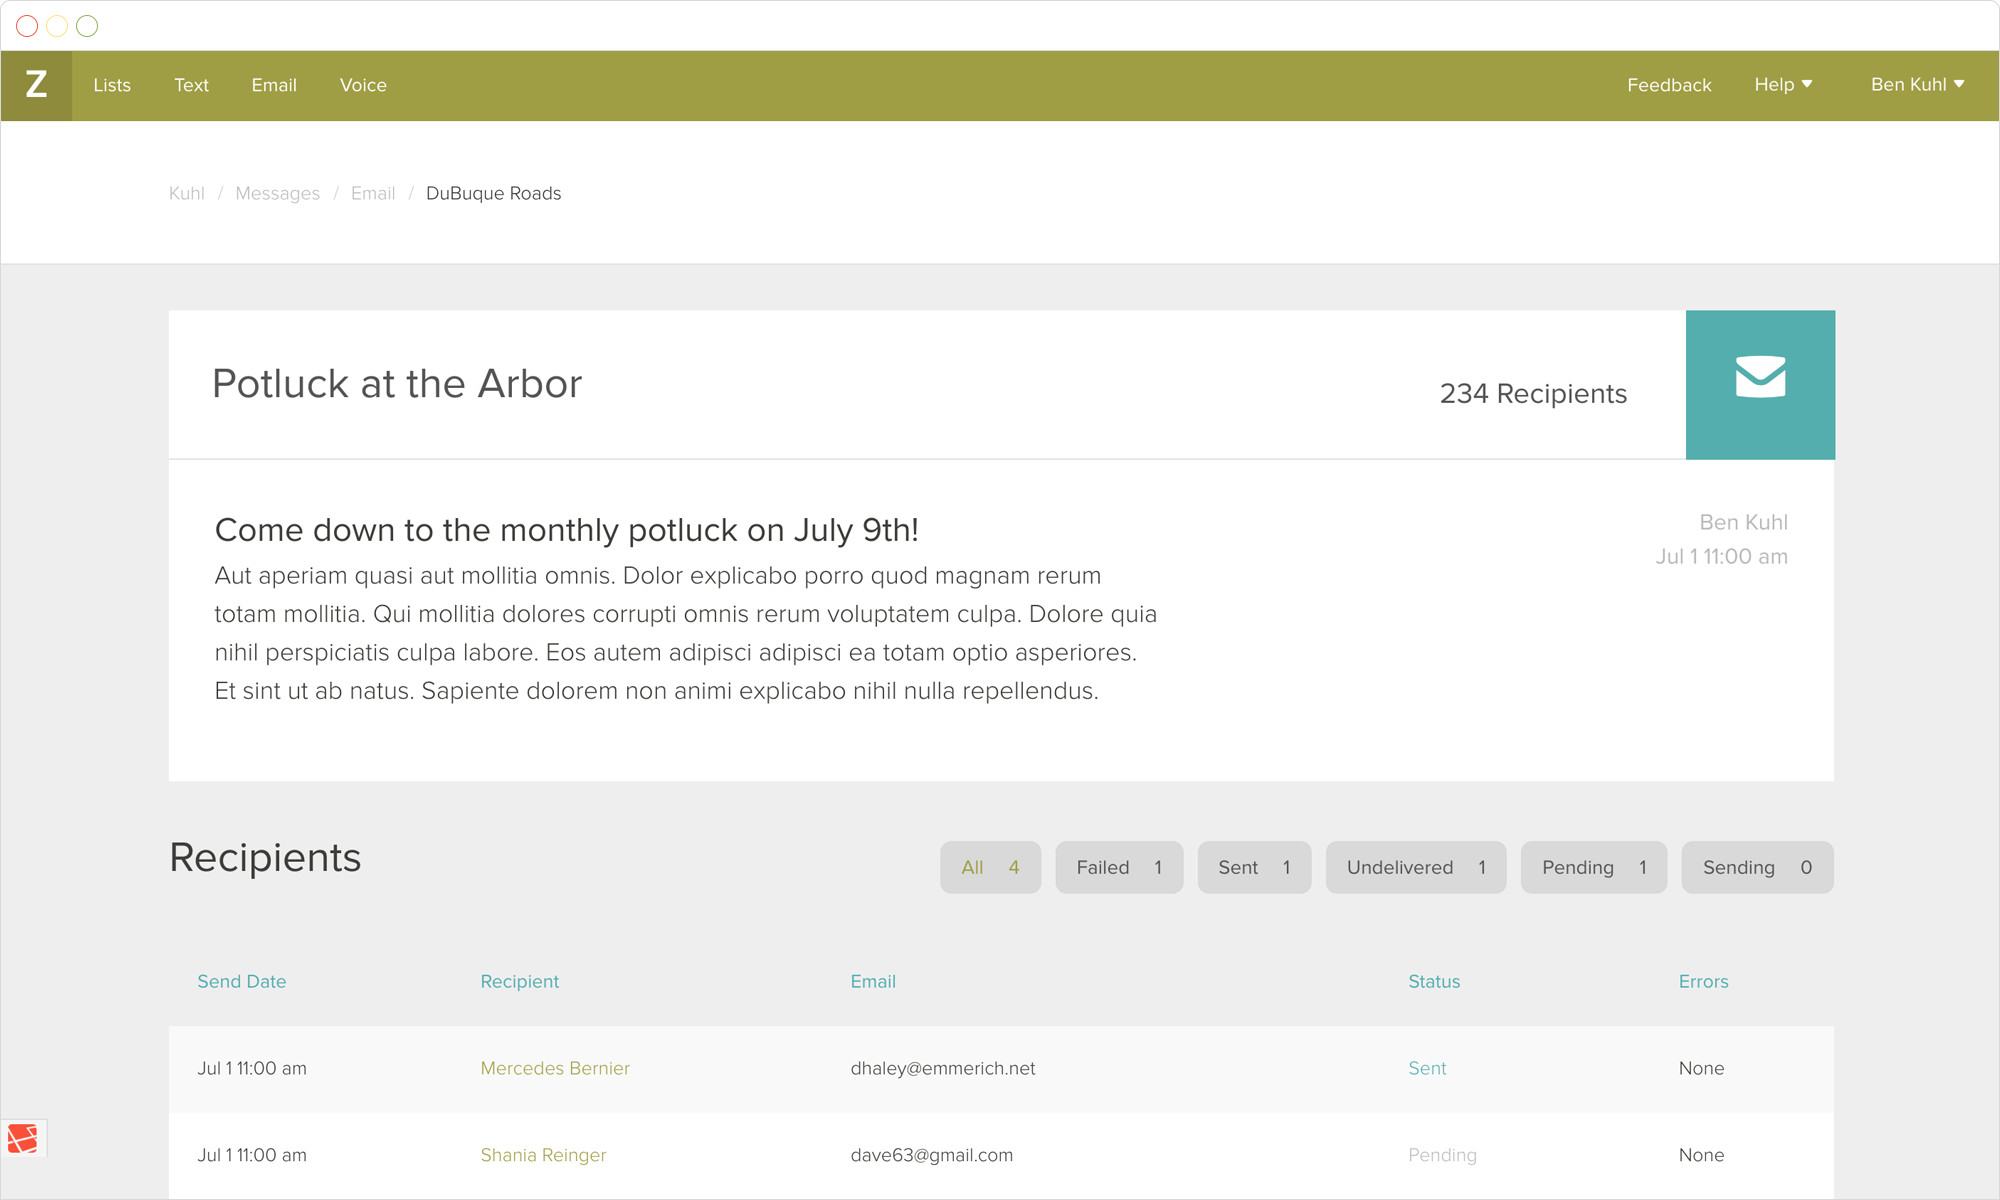 Z Lists Text Email Voice Feedback Help Ben Kuhl
Kuhl / Messages / Email / DuBuque Roads
Potluck at the Arbor
234 Recipients
Come down to the monthly potluck on July 9th!
Aut aperiam quasi aut mollitia omnis. Dolor explicabo porro quod magnam rerum
totam mollitia. Qui mollitia dolores corrupti omnis rerum voluptatem culpa. Dolore quia
nihil perspiciatis culpa labore. Eos autem adipisci adipisci ea totam optio asperiores.
Et sint ut ab natus. Sapiente dolorem non animi explicabo nihil nulla repellendus.
Ben Kuhl
Jul 1 11:00 am
Recipients
All 4 Failed 1 Sent 1 Undelivered 1 Pending 1 Sending 0
Send Date Recipient Email Status Errors
Jul 1 11:00 am Mercedes Bernier dhaley@emmerich.net Sent None
Jul 1 11:00 am Shania Reinger dave63@gmail.com Pending None